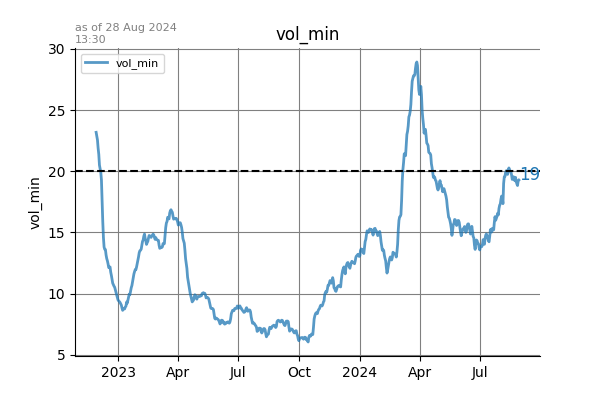 as of 28 Aug 2024
13:30
vol_min
vol_min
30
25
20
15
10
5
vol_min
19
2023
Apr
Jul
Oct
2024
Apr
Jul